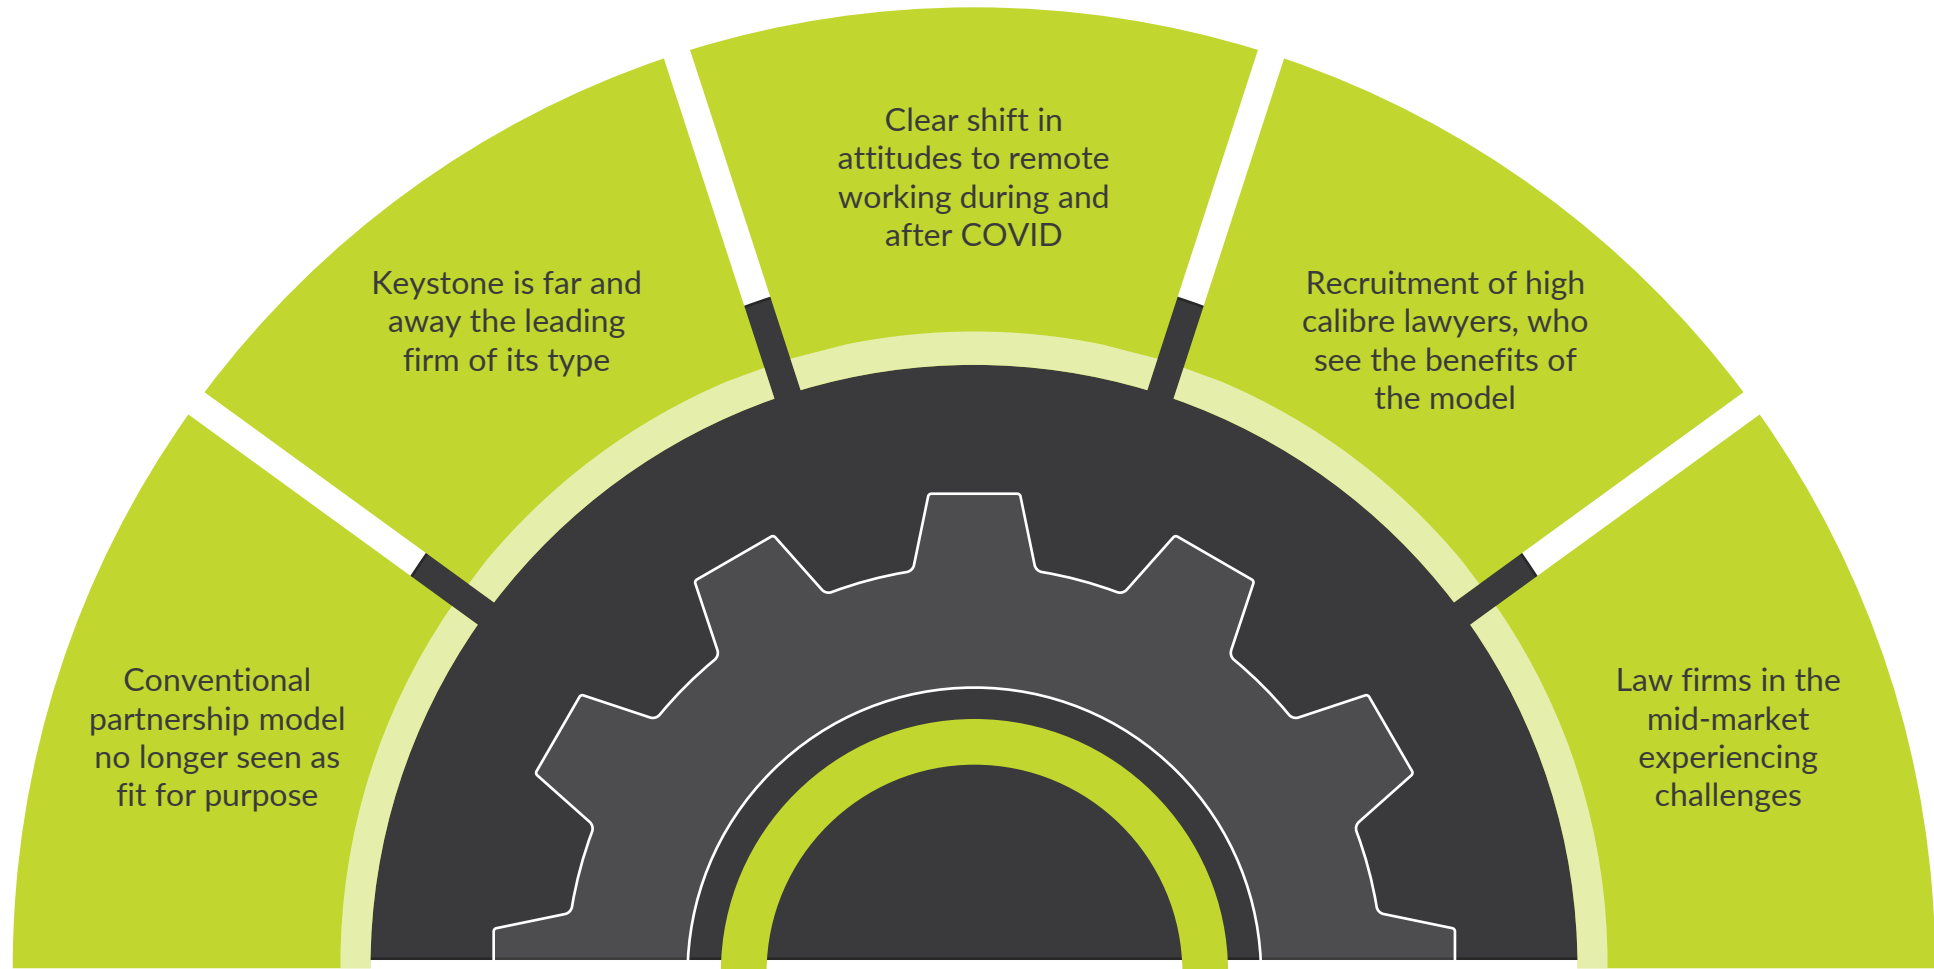 Conventional
partnership model
no longer seen as
fit for purpose
Keystone is far and
away the leading
firm of its type
Clear shift in
attitudes to remote
working during and
after COVID
Recruitment of high
calibre lawyers, who
see the benefits of
the model
Law firms in the
mid-market
experiencing
challenges